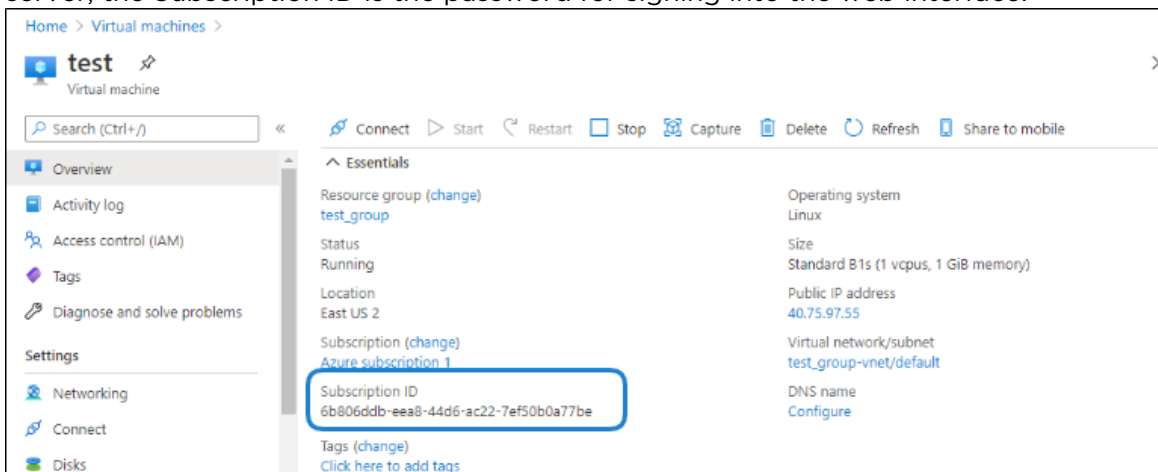 server, the Subscription ID is the password for signing into the web interface.
Home > Virtual machines >
test
Virtual machine
Search (Ctrl+/)
«
Connect Start Restart Stop Capture Delete Refresh Share to mobile
Overview
Activity log
Access control (IAM)
Tags
Diagnose and solve problems
Settings
Networking
Connect
Disks
Essentials
Resource group (change)
test_group
Status
Running
Location
East US 2
Subscription (change)
Azure subscription 1
Subscription ID
6b806ddb-eea8-44d6-ac22-7ef50b0a77be
Tags (change)
Click here to add tags
Operating system
Linux
Size
Standard B1s (1 vcpus, 1 GiB memory)
Public IP address
40.75.97.55
Virtual network/subnet
test_group-vnet/default
DNS name
Configure